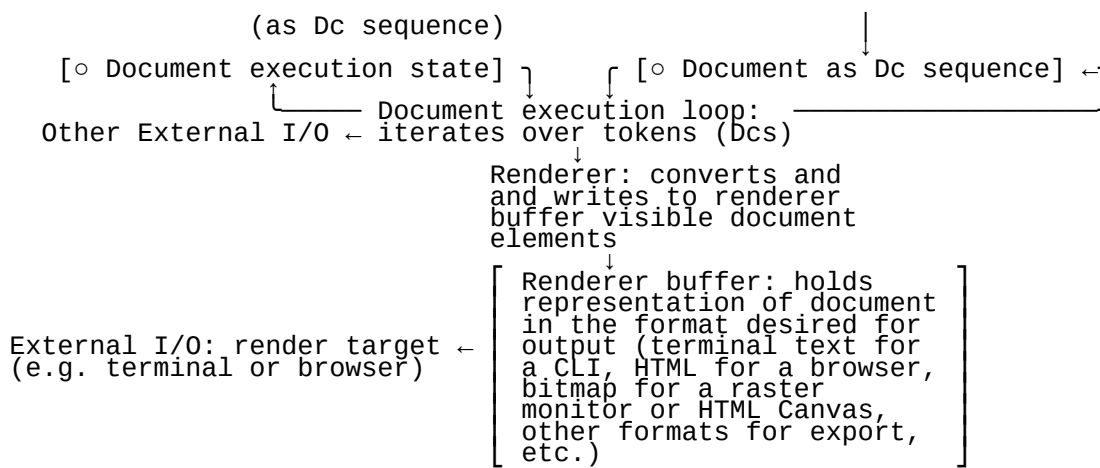 (as Dc sequence)
[○ Document execution state] [○ Document as Dc sequence] ←
Document execution loop:
Other External I/O ← iterates over tokens (Dcs)
↓
Renderer: converts and
and writes to renderer
buffer visible document
elements
↓
Renderer buffer: holds
representation of document
in the format desired for
External I/O: render target ← output (terminal text for
(e.g. terminal or browser) a CLI, HTML for a browser,
bitmap for a raster
monitor or HTML Canvas,
other formats for export,
etc.)